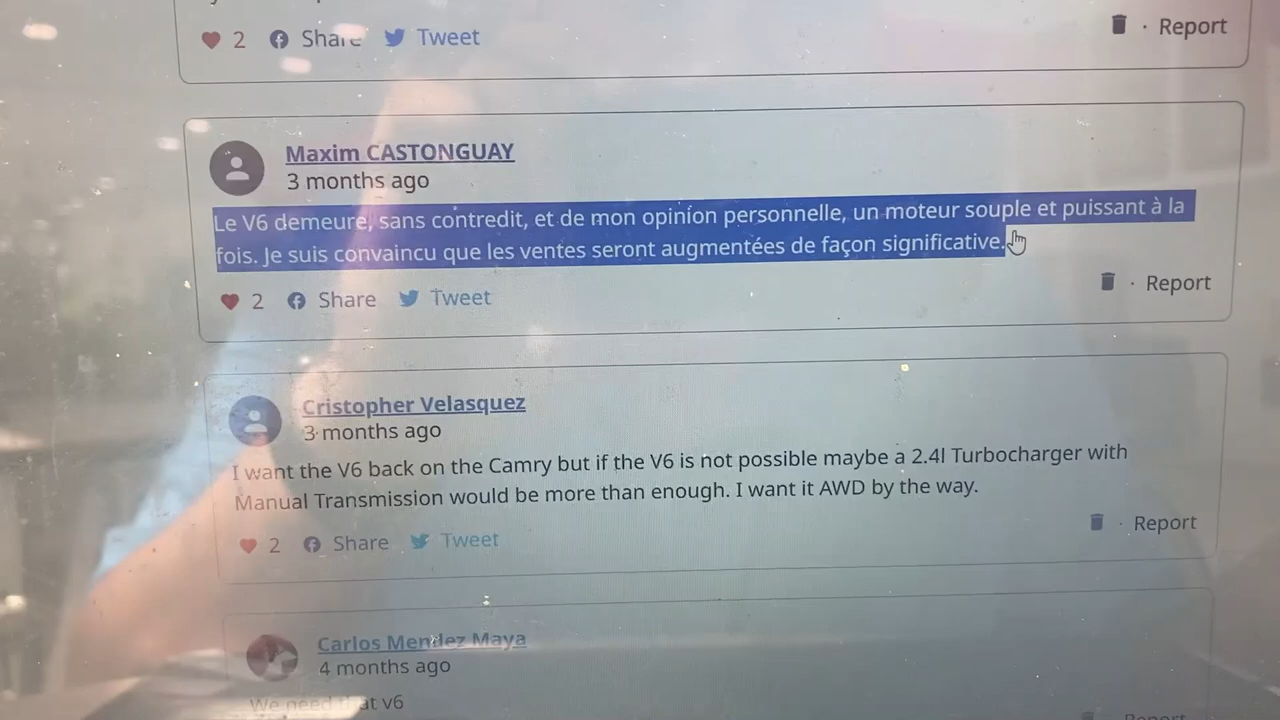 2 Share Tweet · Report
Maxim CASTONGUAY
3 months ago
Le V6 demeure, sans contredit, et de mon opinion personnelle, un moteur souple et puissant à la
fois. Je suis convaincu que les ventes seront augmentées de façon significative.
2 Share Tweet · Report
Cristopher Velasquez
3 months ago
I want the V6 back on the Camry but if the V6 is not possible maybe a 2.4l Turbocharger with
Manual Transmission would be more than enough. I want it AWD by the way.
2 Share Tweet · Report
Carlos Mendez Maya
4 months ago
We need that v6
Report